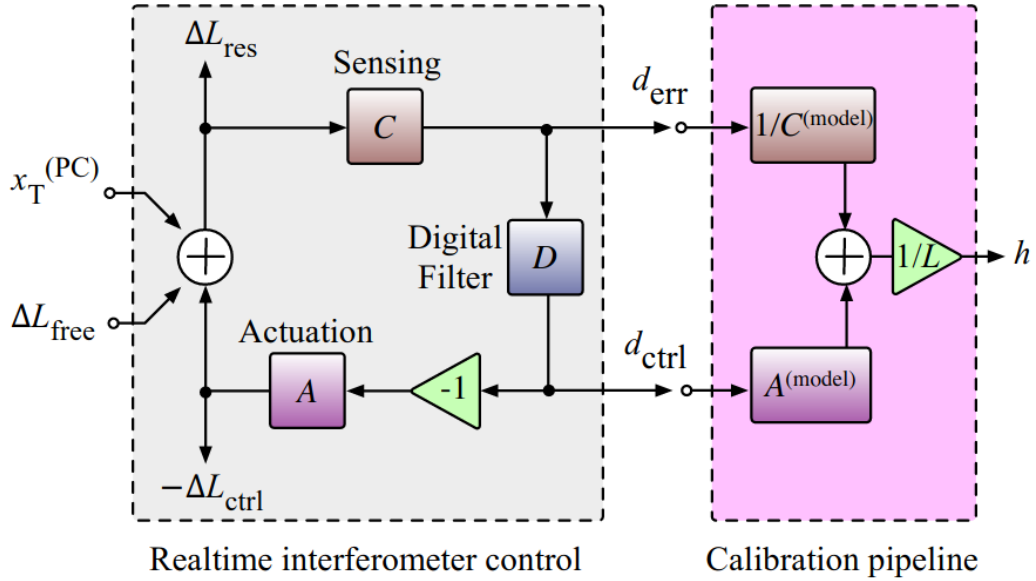 ΔL_res
Sensing
C
d_err
1/C^(model)
x_T^(PC)
Digital
Filter
D
1/L
h
ΔL_free
Actuation
A
-1
d_ctrl
A^(model)
−ΔL_ctrl
Realtime interferometer control
Calibration pipeline